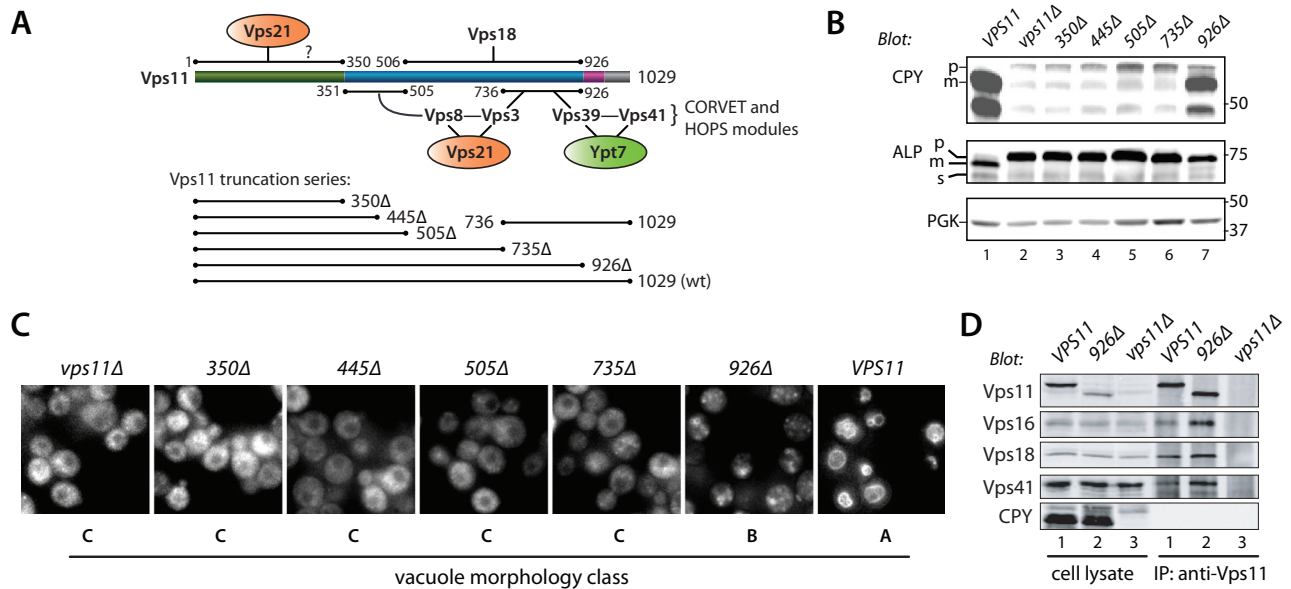 A
Vps21
?
Vps18
1
350 506
926
Vps11
1029
351
505
736
926
Vps8—Vps3
Vps39—Vps41
}
CORVET and
HOPS modules
Vps21
Ypt7
Vps11 truncation series:
350Δ
445Δ
736
1029
505Δ
735Δ
926Δ
1029 (wt)
B
Blot:
VPS11
vps11Δ
350Δ
445Δ
505Δ
735Δ
926Δ
CPY
p
m
50
ALP
p
m
s
75
PGK
50
37
1 2 3 4 5 6 7
C
vps11Δ 350Δ 445Δ 505Δ 735Δ 926Δ VPS11
C C C C C B A
vacuole morphology class
D
Blot:
VPS11
926Δ
vps11Δ
VPS11
926Δ
vps11Δ
Vps11
Vps16
Vps18
Vps41
CPY
1 2 3 1 2 3
cell lysate IP: anti-Vps11